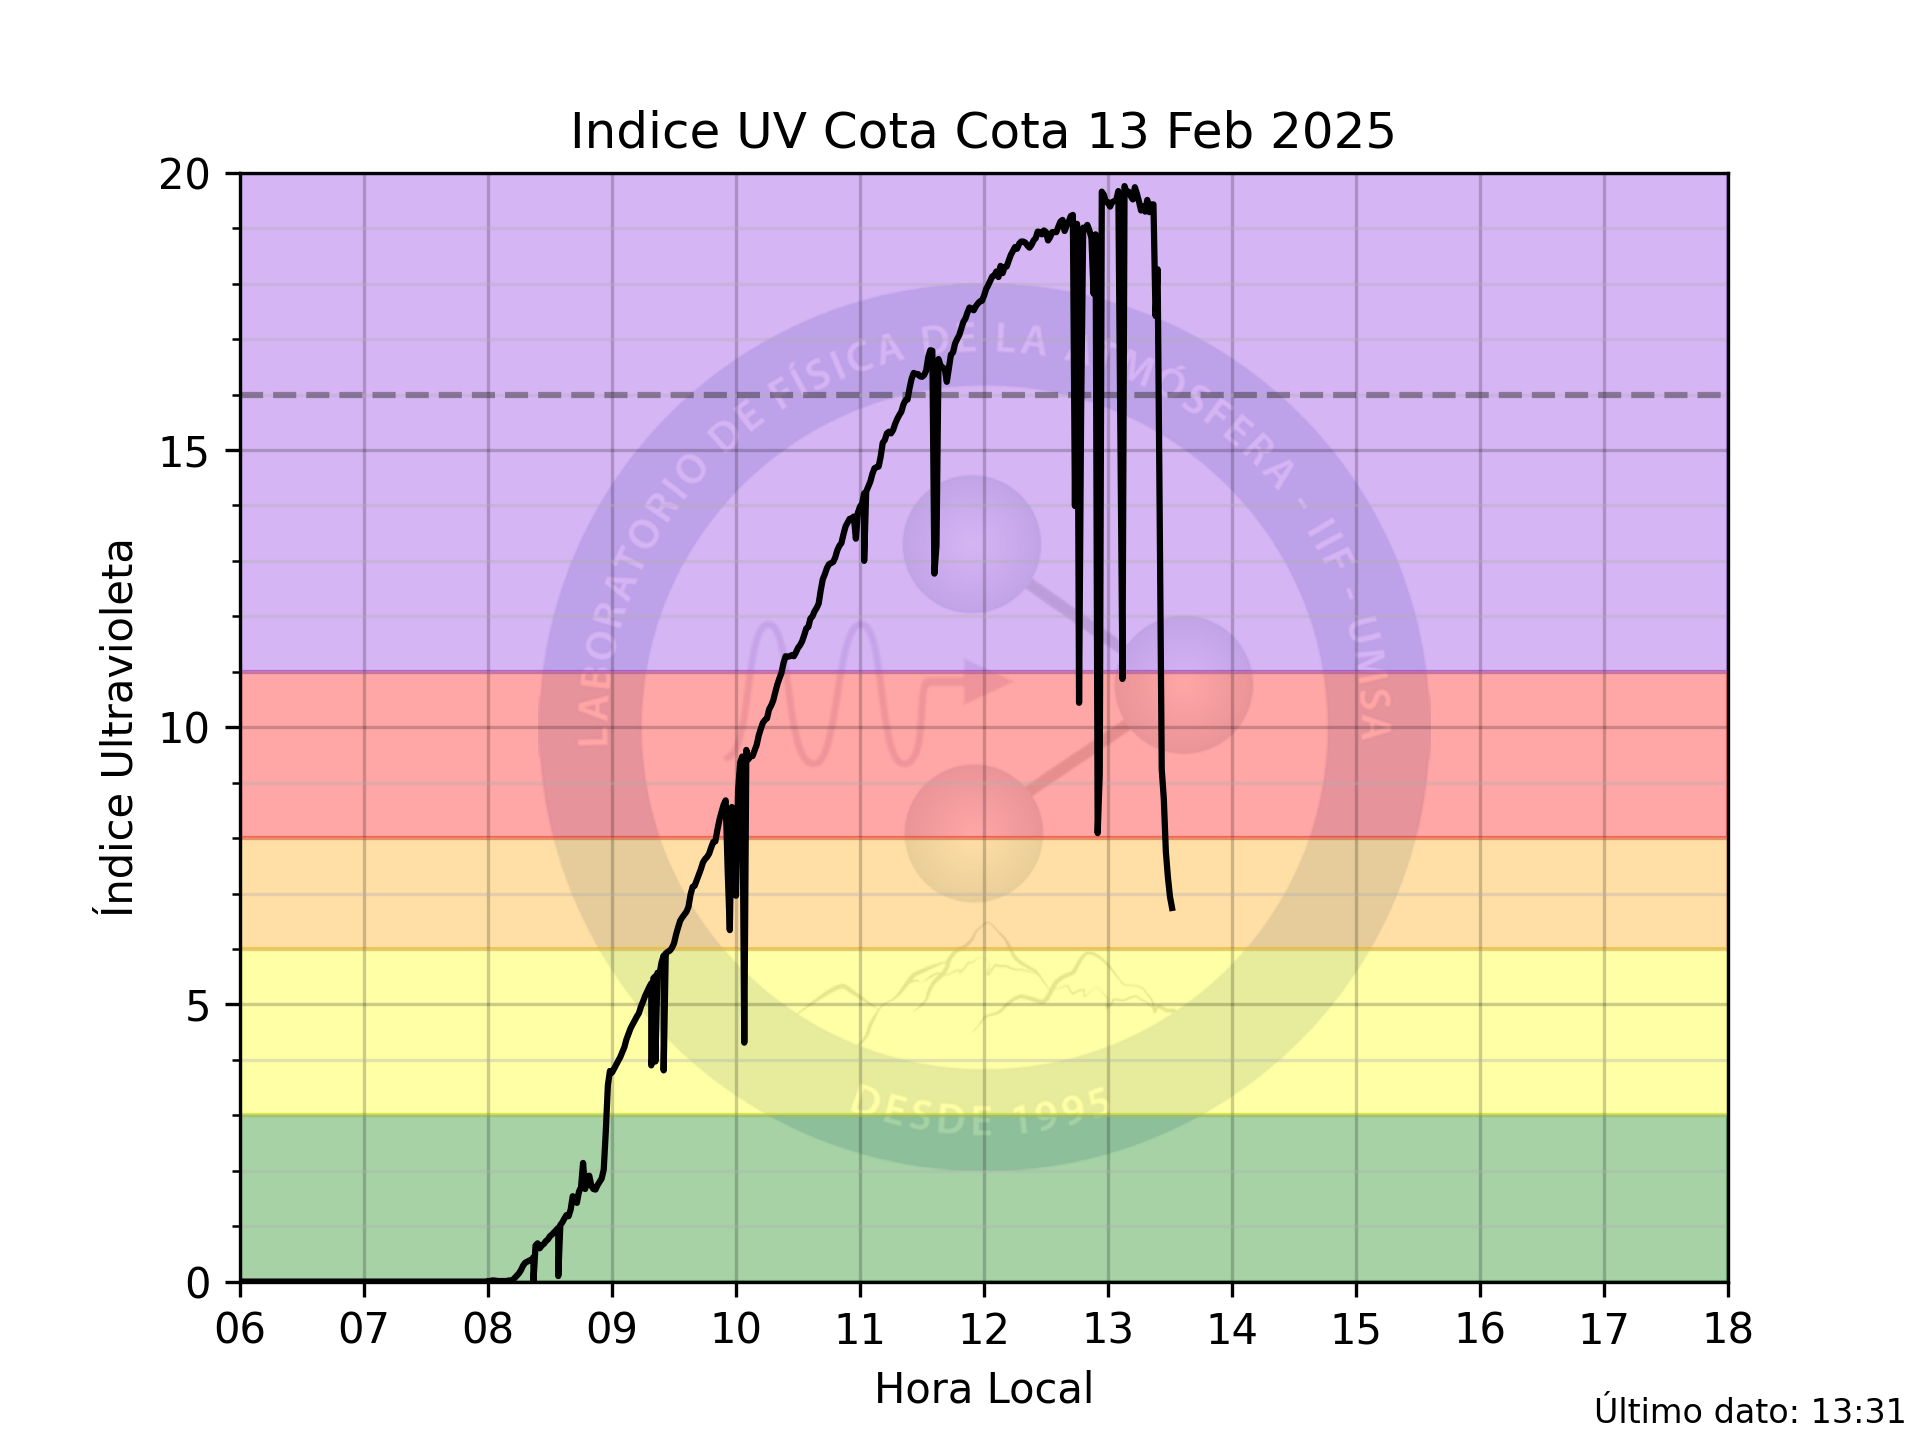 Indice UV Cota Cota 13 Feb 2025
20
15
10
5
0
Índice Ultravioleta
LABORATORIO DE FÍSICA DE LA ATMÓSFERA - IIF - UMSA
DESDE 1995
06 07 08 09 10 11 12 13 14 15 16 17 18
Hora Local
Último dato: 13:31